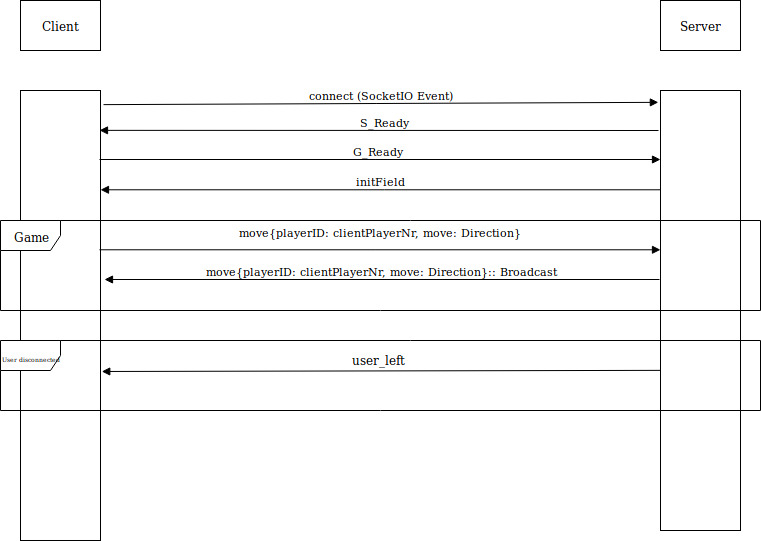 Client
Server
connect (SocketIO Event)
S_Ready
G_Ready
initField
Game
move{playerID: clientPlayerNr, move: Direction}
move{playerID: clientPlayerNr, move: Direction}:: Broadcast
User disconnected
user_left